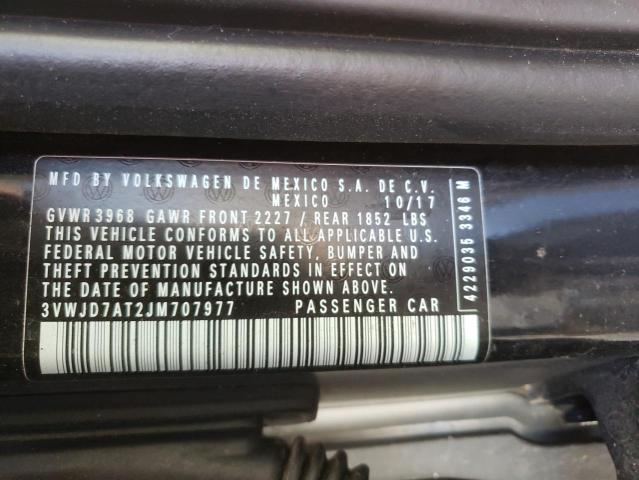 MFD BY VOLKSWAGEN DE MEXICO S.A. DE C.V.
MEXICO 10/17
GVWR 3968 GAWR FRONT 2227 / REAR 1852 LBS
THIS VEHICLE CONFORMS TO ALL APPLICABLE U.S.
FEDERAL MOTOR VEHICLE SAFETY, BUMPER AND
THEFT PREVENTION STANDARDS IN EFFECT ON
THE DATE OF MANUFACTURE SHOWN ABOVE.
3VWJD7AT2JM707977 PASSENGER CAR
4229035 3346 M